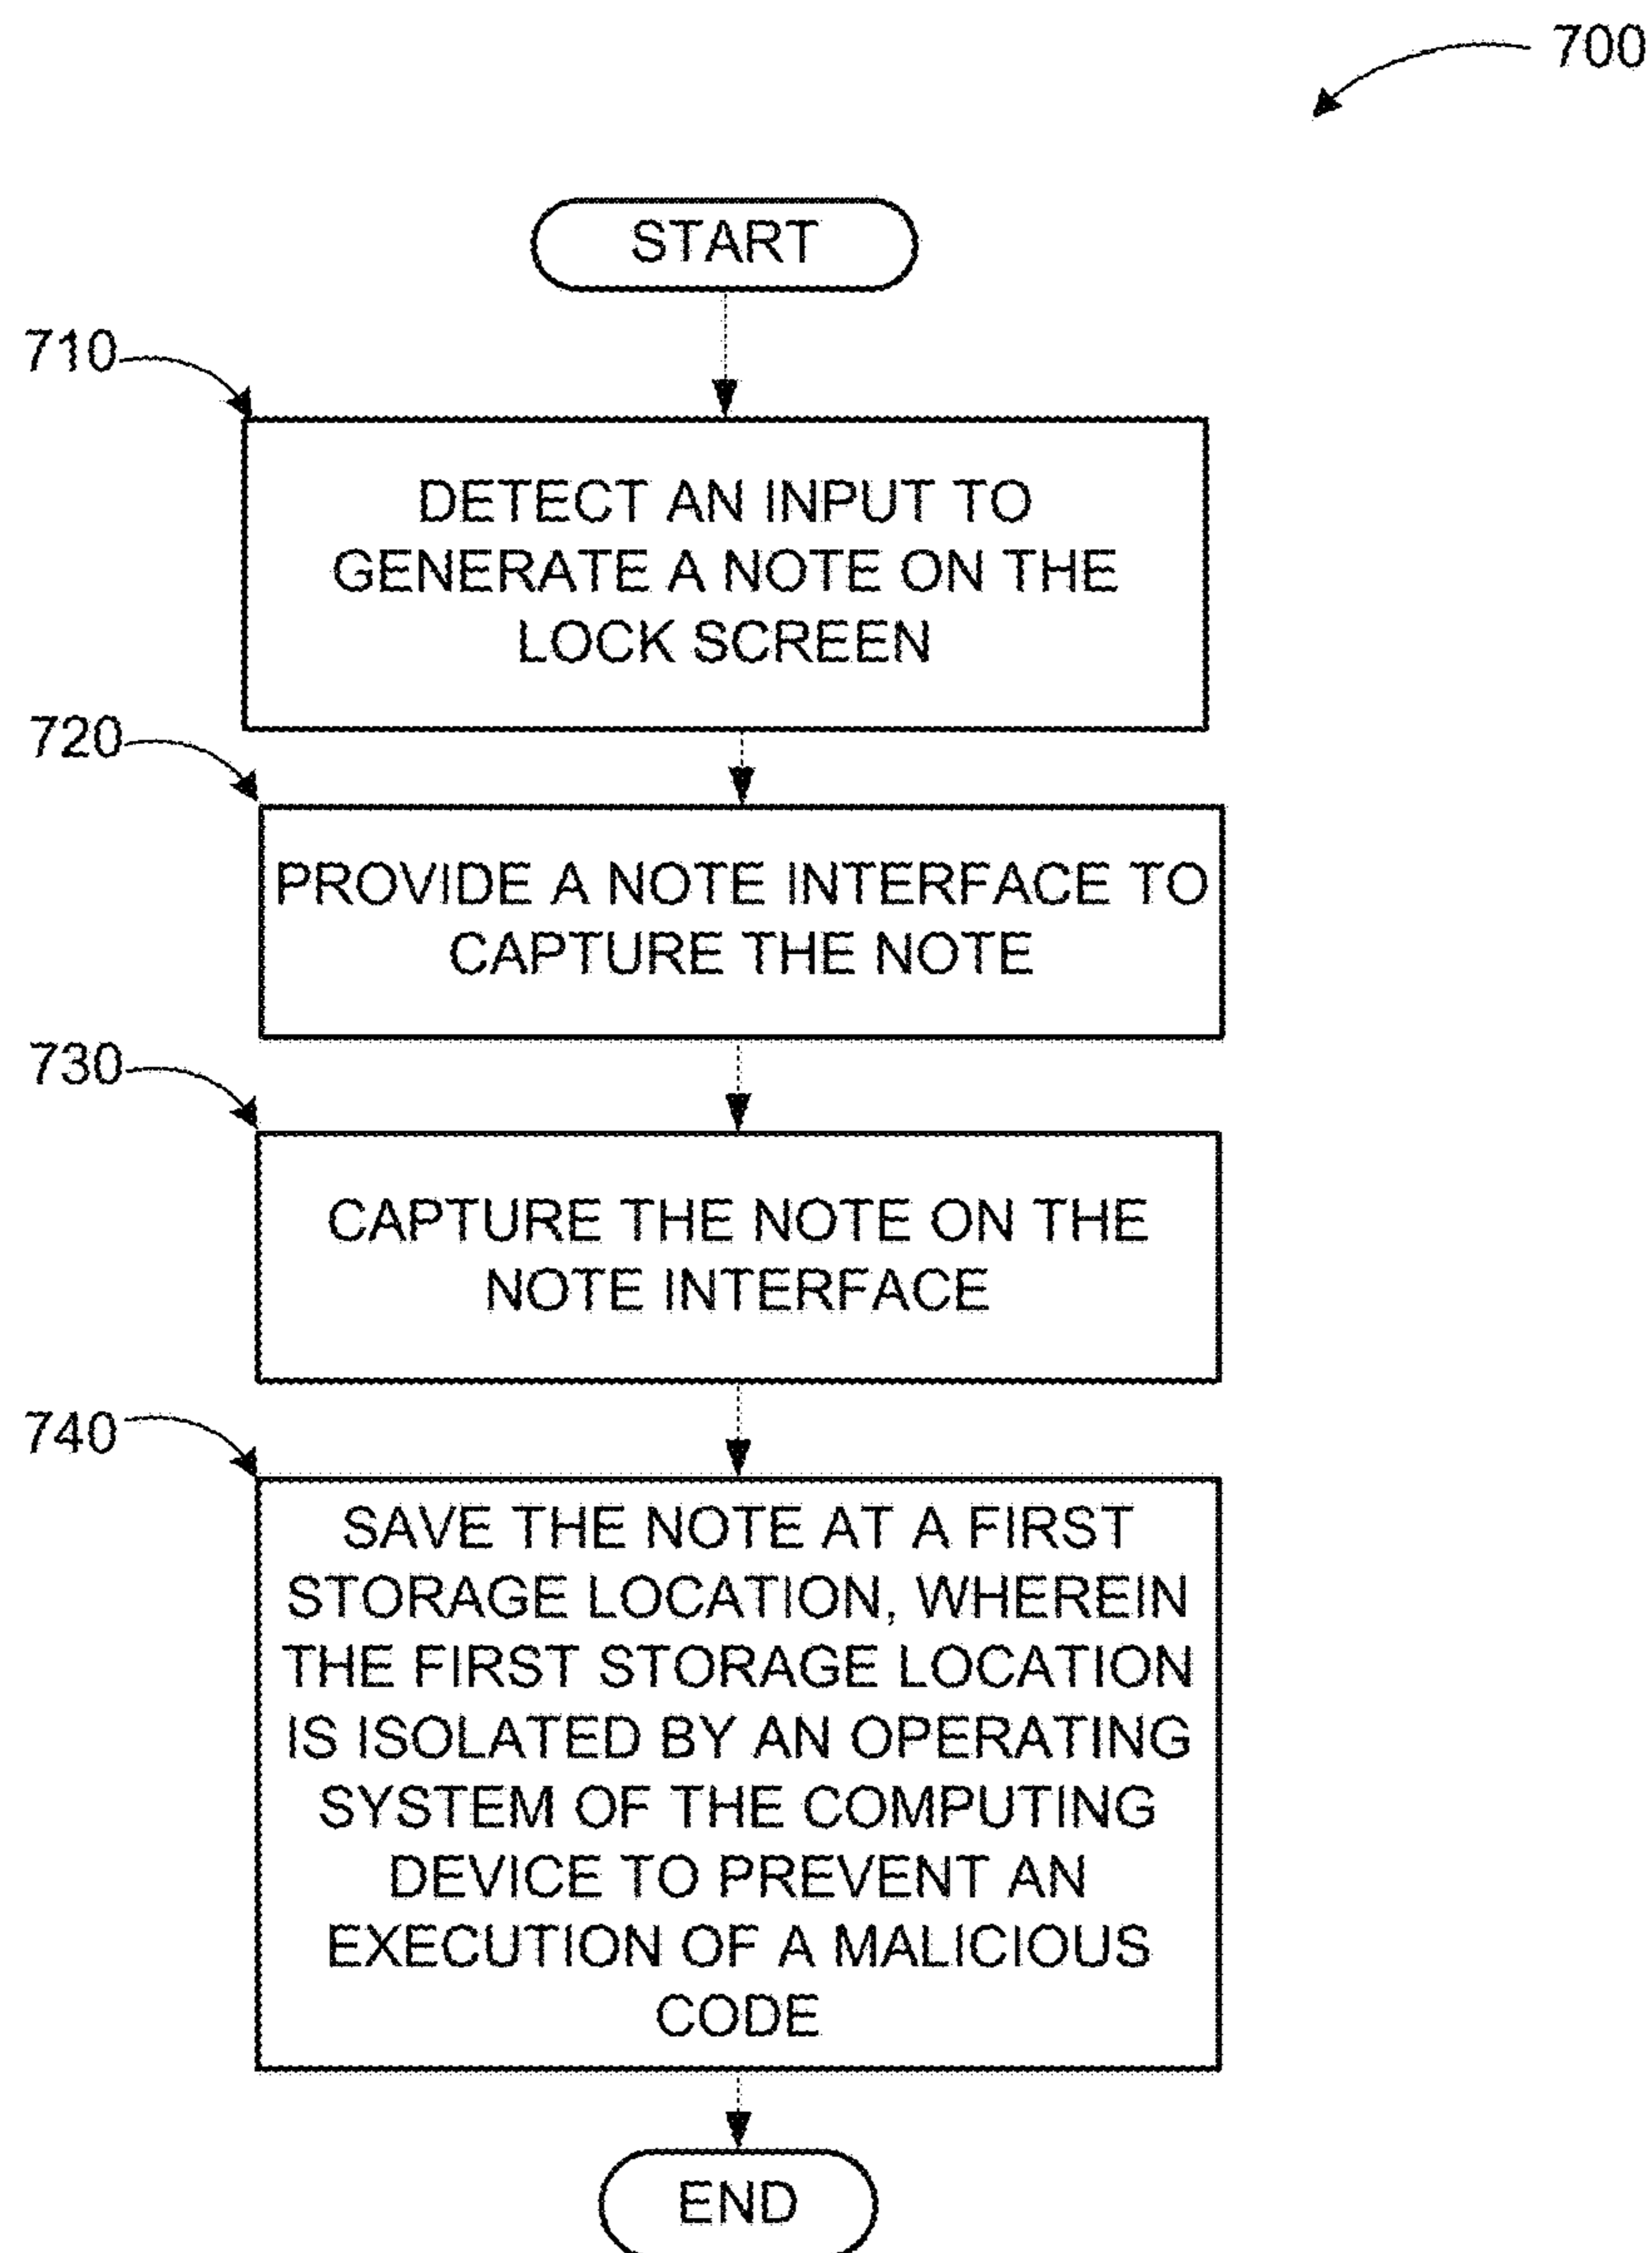 700
START
710
DETECT AN INPUT TO
GENERATE A NOTE ON THE
LOCK SCREEN
720
PROVIDE A NOTE INTERFACE TO
CAPTURE THE NOTE
730
CAPTURE THE NOTE ON THE
NOTE INTERFACE
740
SAVE THE NOTE AT A FIRST
STORAGE LOCATION, WHEREIN
THE FIRST STORAGE LOCATION
IS ISOLATED BY AN OPERATING
SYSTEM OF THE COMPUTING
DEVICE TO PREVENT AN
EXECUTION OF A MALICIOUS
CODE
END